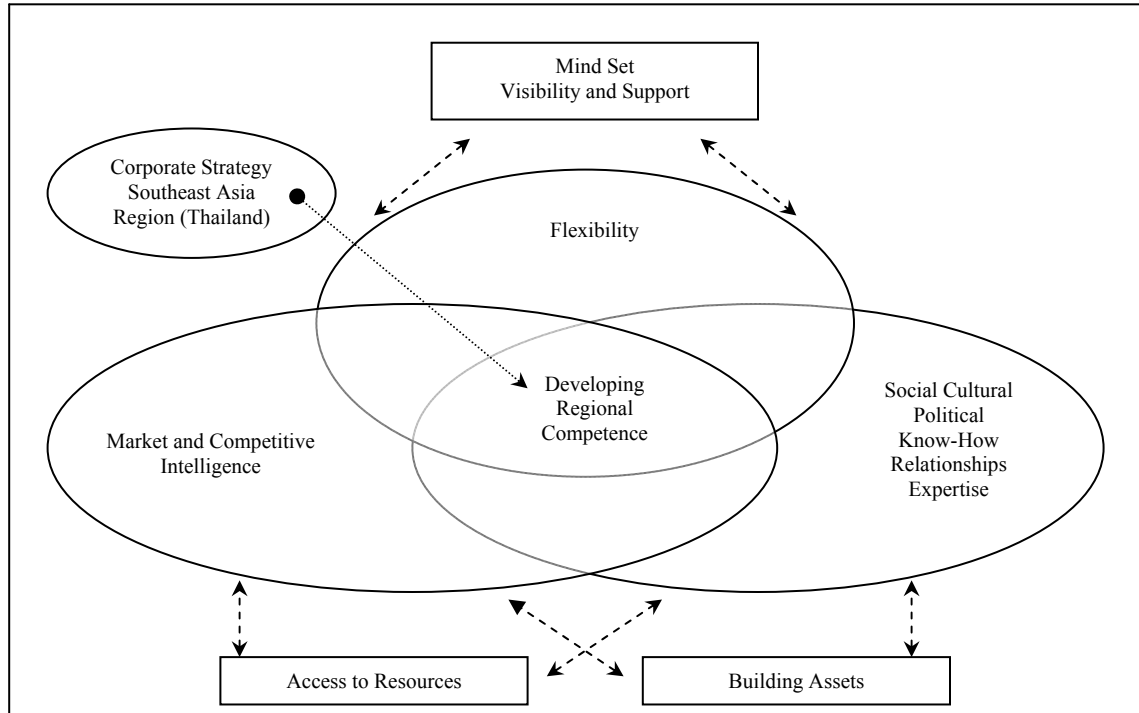 Mind Set
Visibility and Support
Corporate Strategy
Southeast Asia
Region (Thailand)
Flexibility
Developing
Regional
Competence
Market and Competitive
Intelligence
Social Cultural
Political
Know-How
Relationships
Expertise
Access to Resources
Building Assets